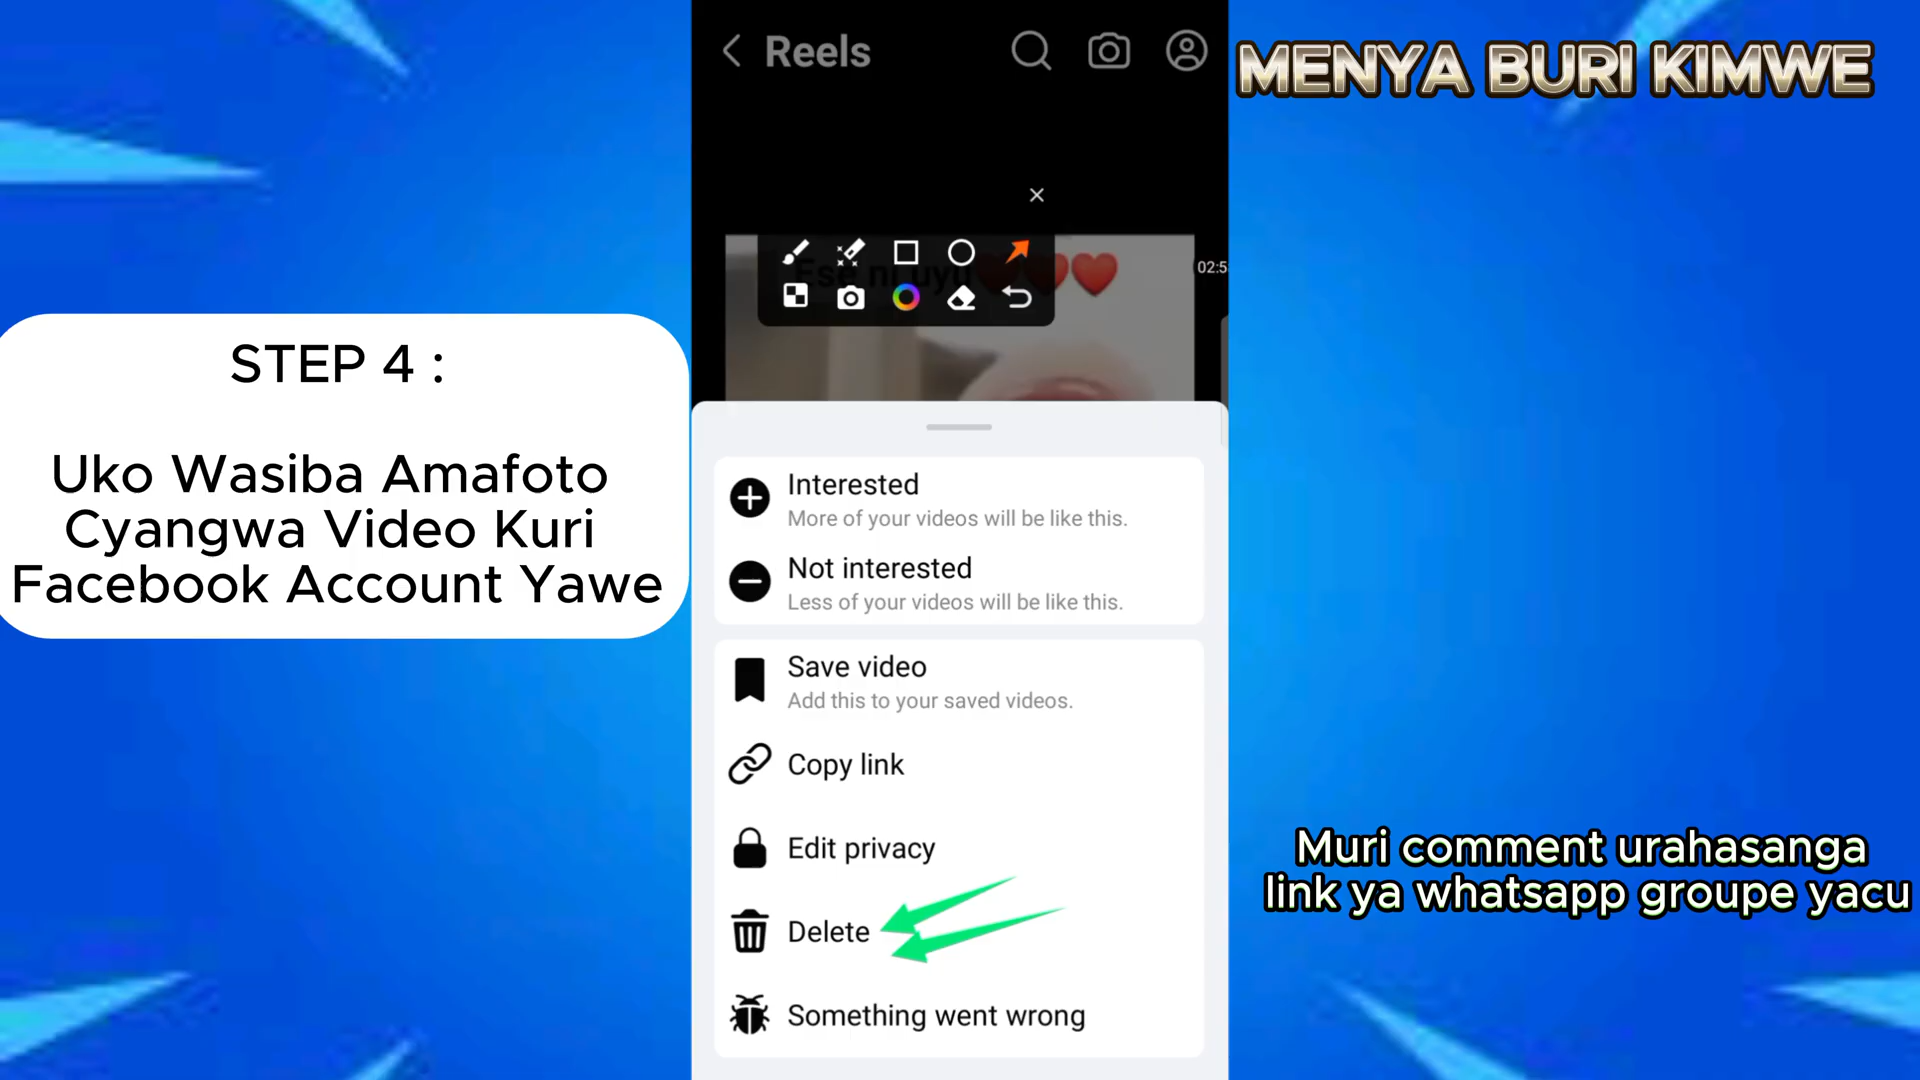 Reels
MENYA BURI KIMWE
Ese ni uyu
02:5
STEP 4 :
Uko Wasiba Amafoto
Cyangwa Video Kuri
Facebook Account Yawe
Interested
More of your videos will be like this.
Not interested
Less of your videos will be like this.
Save video
Add this to your saved videos.
Copy link
Edit privacy
Delete
Something went wrong
Muri comment urahasanga
link ya whatsapp groupe yacu